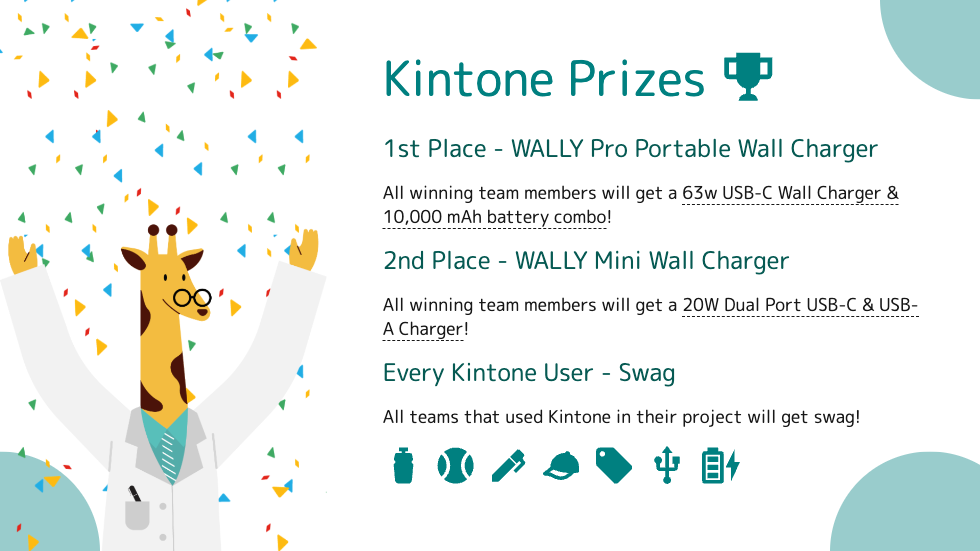 Kintone Prizes
1st Place - WALLY Pro Portable Wall Charger
All winning team members will get a 63w USB-C Wall Charger &
10,000 mAh battery combo!
2nd Place - WALLY Mini Wall Charger
All winning team members will get a 20W Dual Port USB-C & USB-
A Charger!
Every Kintone User - Swag
All teams that used Kintone in their project will get swag!